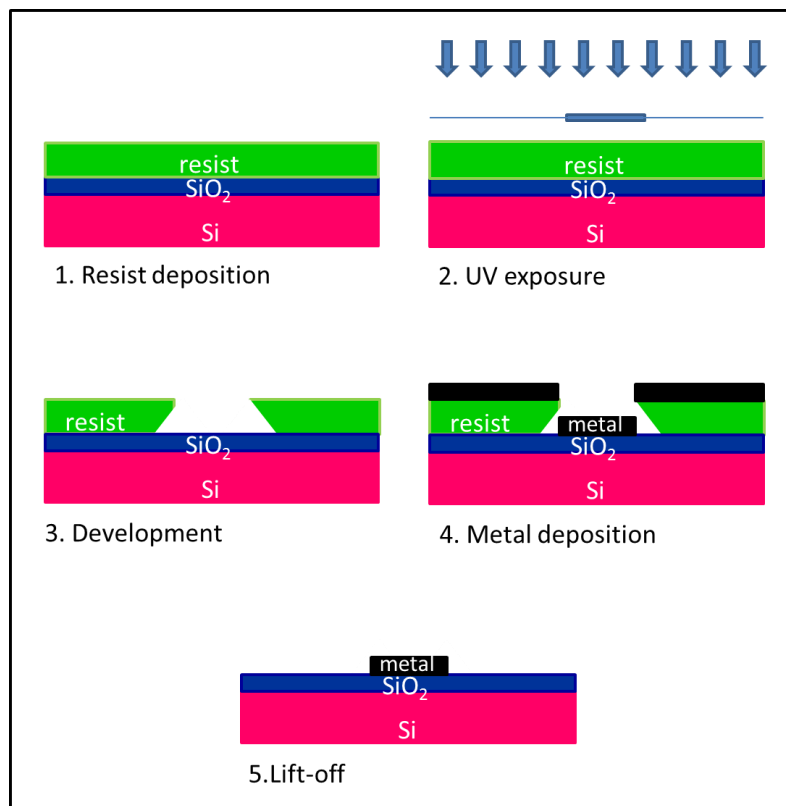 resist
SiO₂
Si
1. Resist deposition
resist
SiO₂
Si
2. UV exposure
resist
SiO₂
Si
3. Development
resist
metal
SiO₂
Si
4. Metal deposition
metal
SiO₂
Si
5.Lift-off